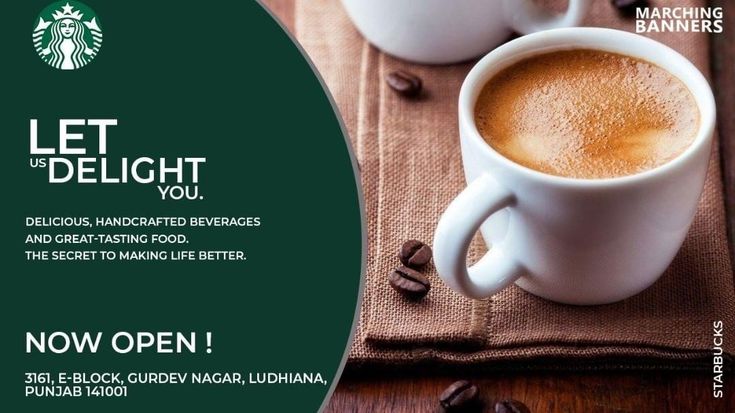 MARCHING
BANNERS
LET
US DELIGHT
YOU.
DELICIOUS, HANDCRAFTED BEVERAGES
AND GREAT-TASTING FOOD.
THE SECRET TO MAKING LIFE BETTER.
NOW OPEN !
3161, E-BLOCK, GURDEV NAGAR, LUDHIANA,
PUNJAB 141001
STARBUCKS